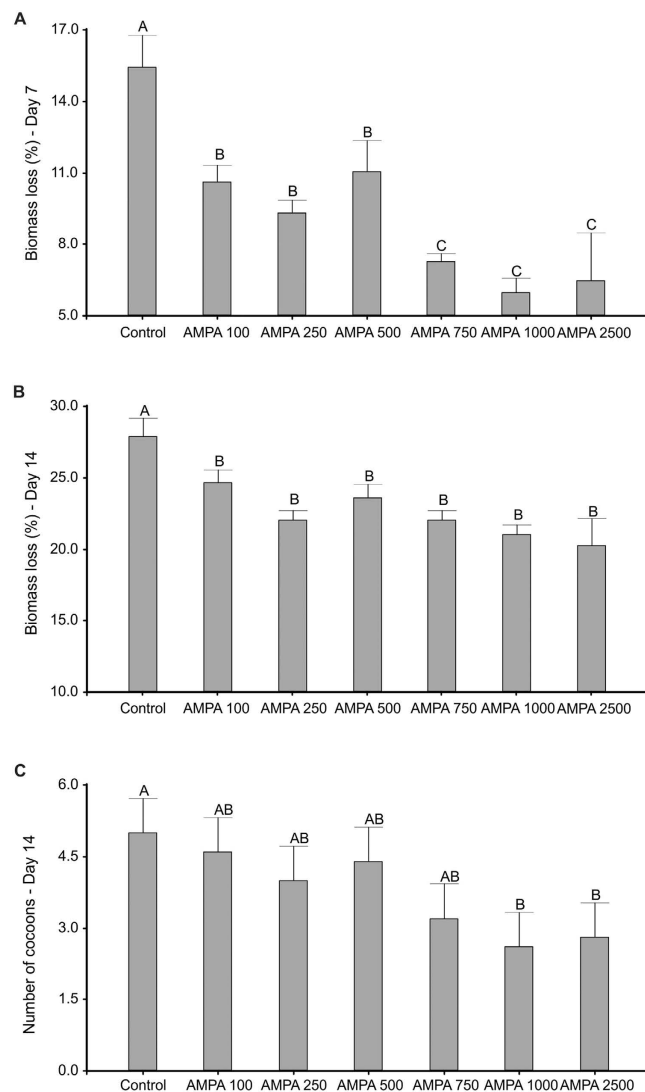 A
Biomass loss (%) - Day 7
17.0
14.0
11.0
8.0
5.0
A
B
B
B
C
C
C
Control AMPA 100 AMPA 250 AMPA 500 AMPA 750 AMPA 1000 AMPA 2500
B
Biomass loss (%) - Day 14
30.0
25.0
20.0
15.0
10.0
A
B
B
B
B
B
B
Control AMPA 100 AMPA 250 AMPA 500 AMPA 750 AMPA 1000 AMPA 2500
C
Number of cocoons - Day 14
6.0
4.5
3.0
1.5
0.0
A
AB
AB
AB
AB
B
B
Control AMPA 100 AMPA 250 AMPA 500 AMPA 750 AMPA 1000 AMPA 2500